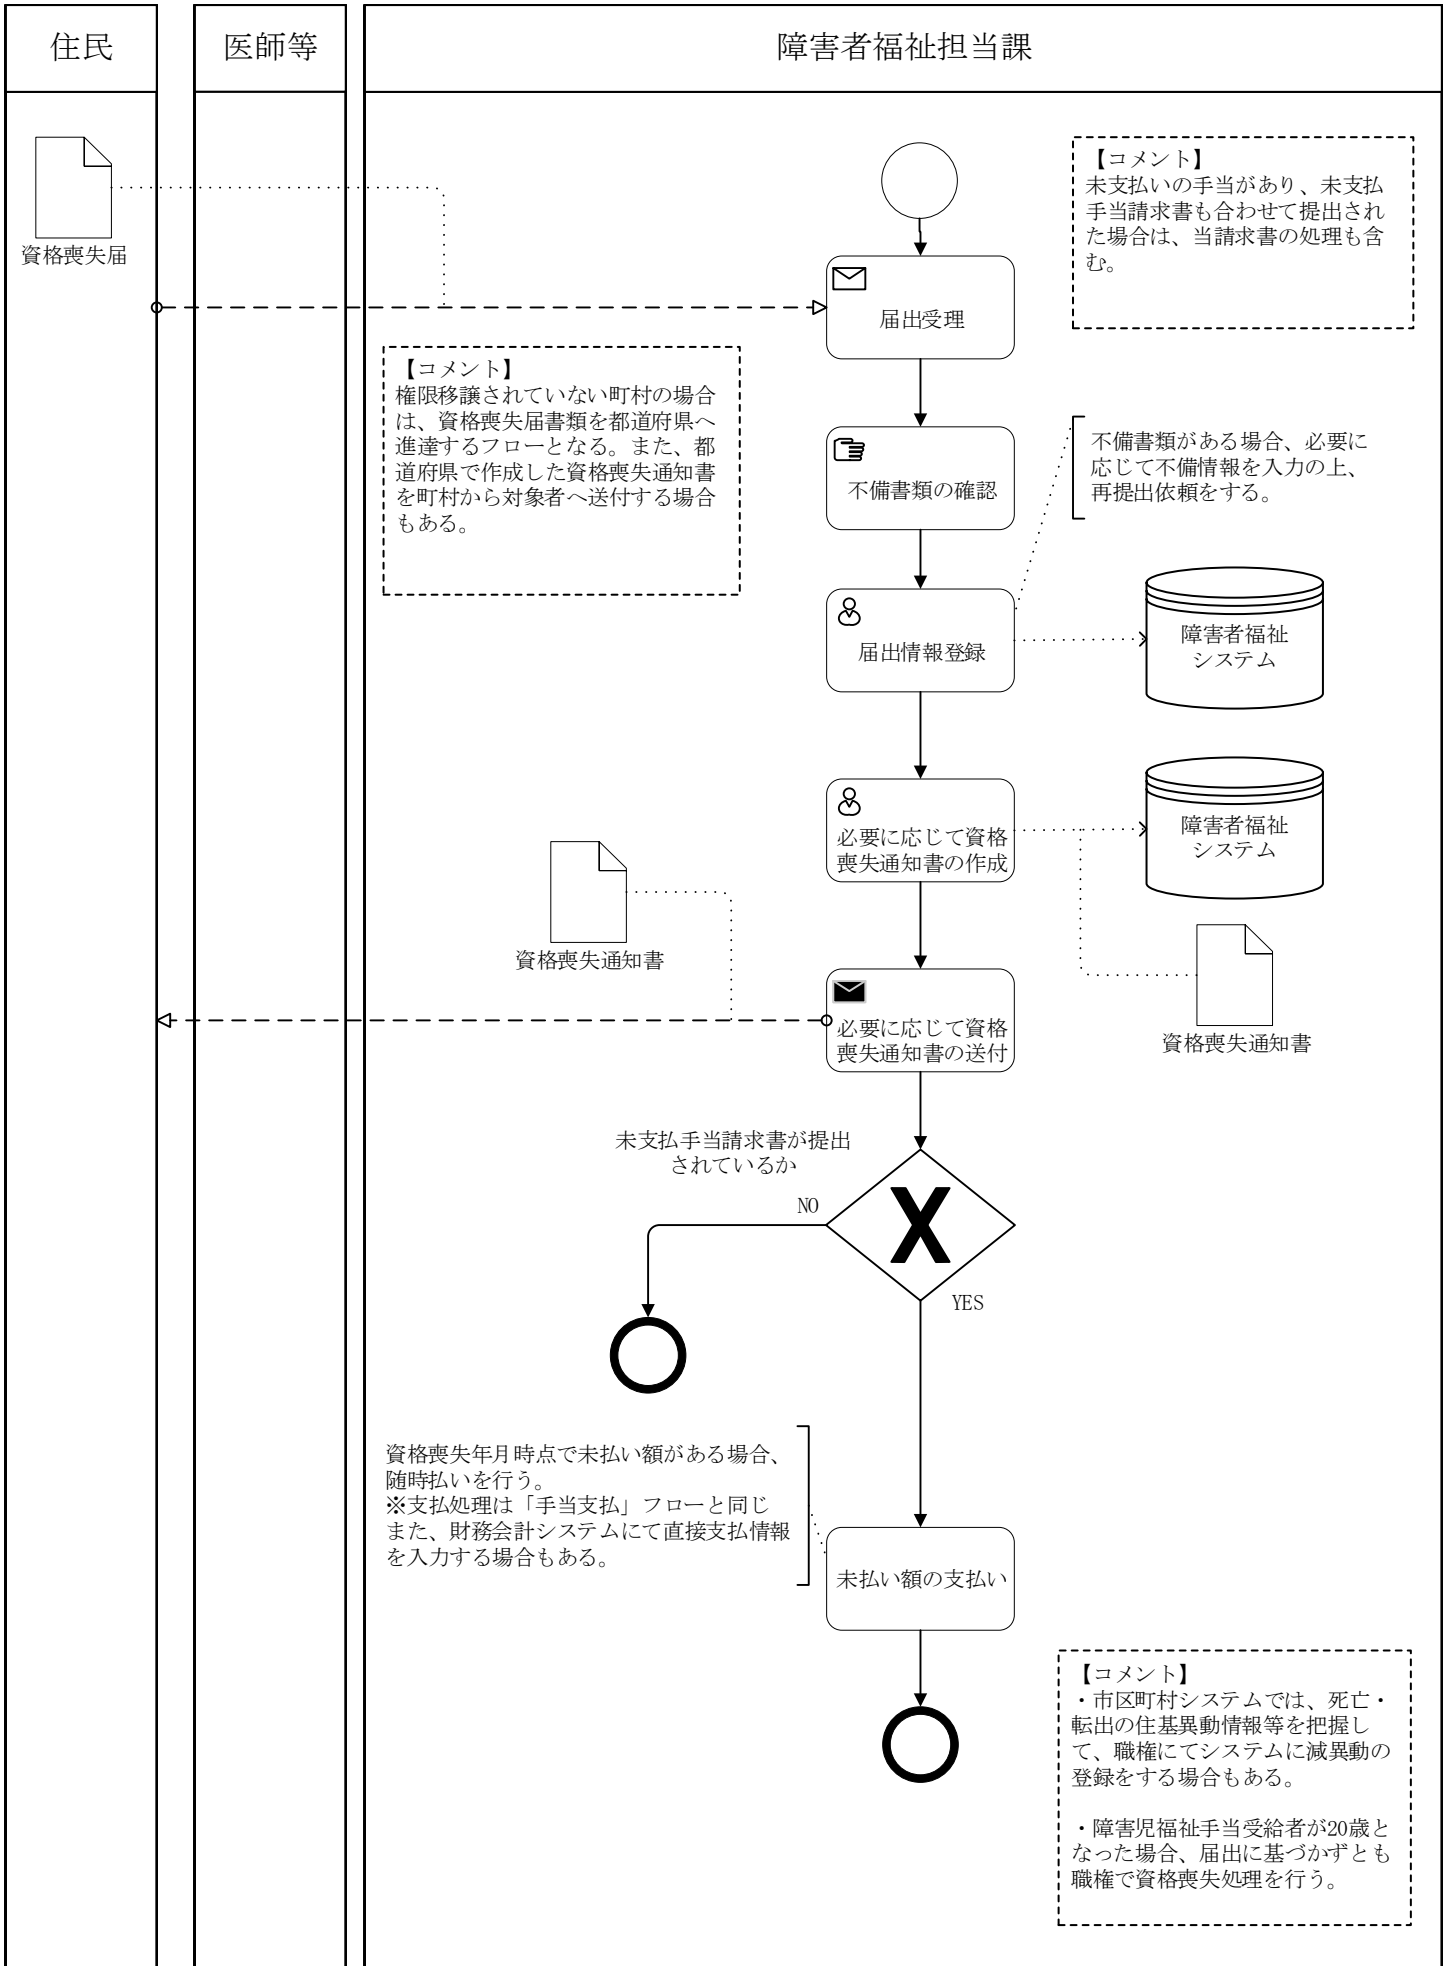 住民
医師等
障害者福祉担当課
資格喪失届
【コメント】
未支払いの手当があり、未支払
手当請求書も合わせて提出され
た場合は、当請求書の処理も含
む。
届出受理
【コメント】
権限移譲されていない町村の場合
は、資格喪失届書類を都道府県へ
進達するフローとなる。また、都
道府県で作成した資格喪失通知書
を町村から対象者へ送付する場合
もある。
不備書類の確認
不備書類がある場合、必要に
応じて不備情報を入力の上、
再提出依頼をする。
届出情報登録
障害者福祉
システム
必要に応じて資格
喪失通知書の作成
障害者福祉
システム
資格喪失通知書
資格喪失通知書
必要に応じて資格
喪失通知書の送付
未支払手当請求書が提出
されているか
NO
YES
資格喪失年月時点で未払い額がある場合、
随時払いを行う。
※支払処理は「手当支払」フローと同じ
また、財務会計システムにて直接支払情報
を入力する場合もある。
未払い額の支払い
【コメント】
・市区町村システムでは、死亡・
転出の住基異動情報等を把握し
て、職権にてシステムに減異動の
登録をする場合もある。
・障害児福祉手当受給者が20歳と
なった場合、届出に基づかずとも
職権で資格喪失処理を行う。